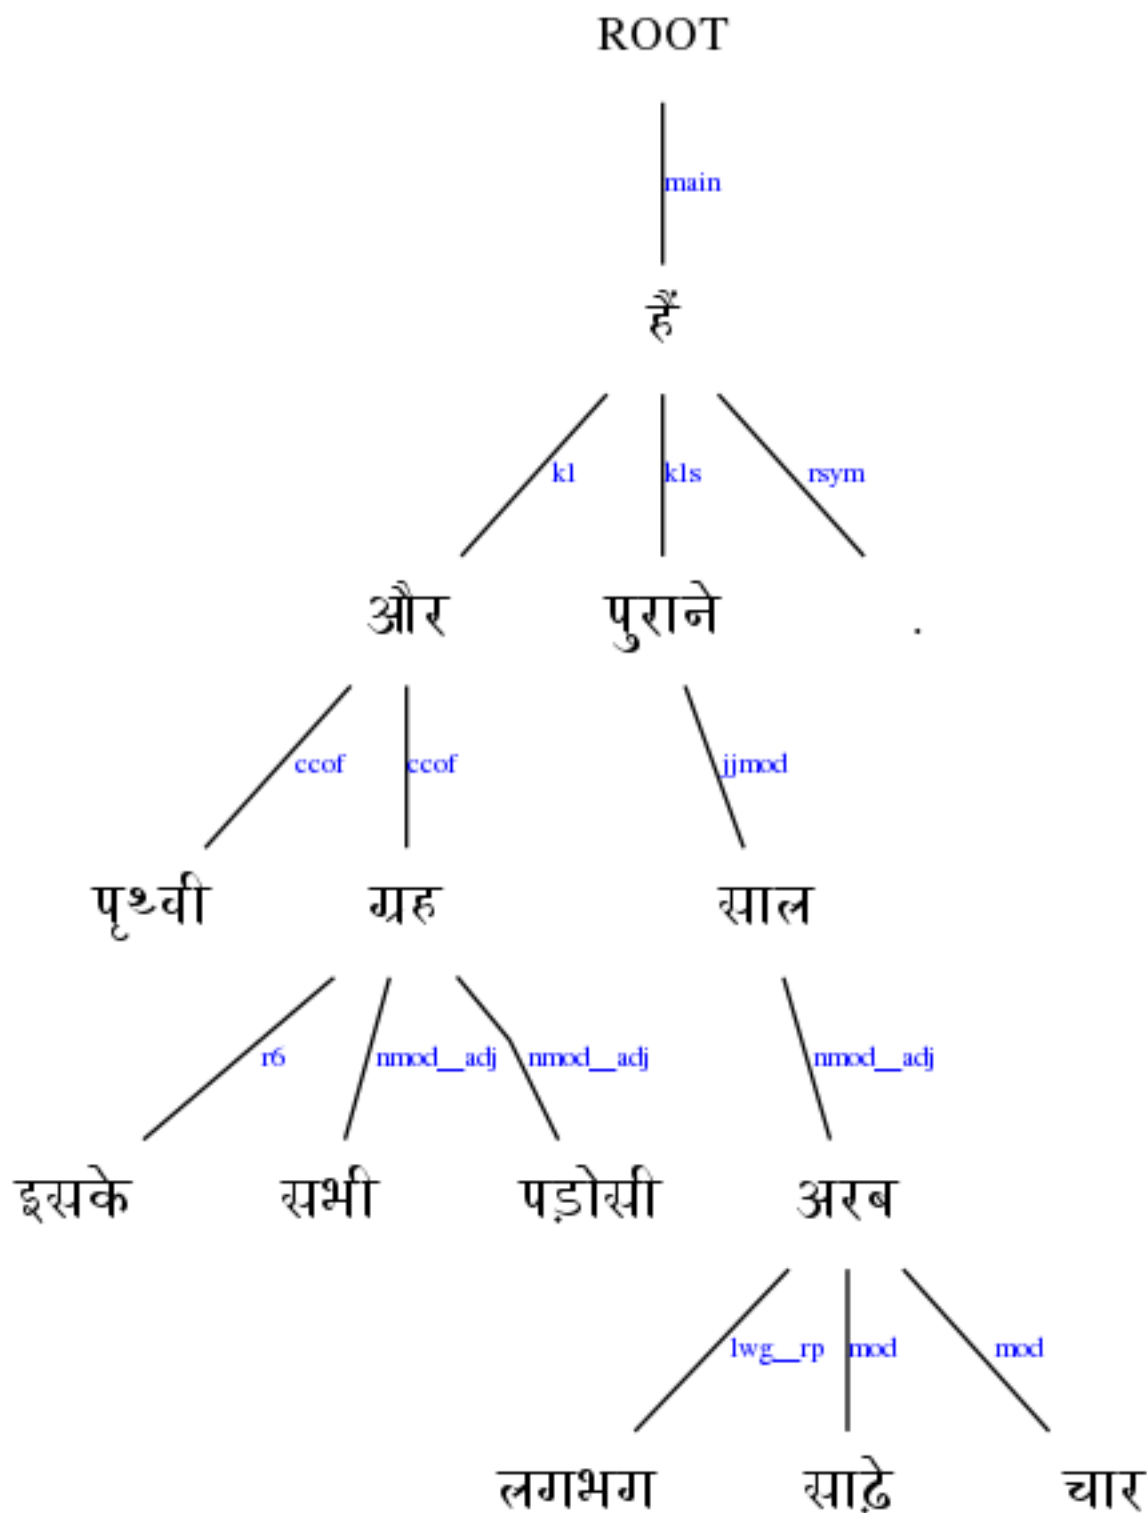 ROOT
main
हैं
k1 k1s rsym
और पुराने .
ccof ccof jjmod
पृथ्वी ग्रह साल
r6 nmod__adj nmod__adj nmod__adj
इसके सभी पड़ोसी अरब
lwg__rp mod mod
लगभग साढ़े चार